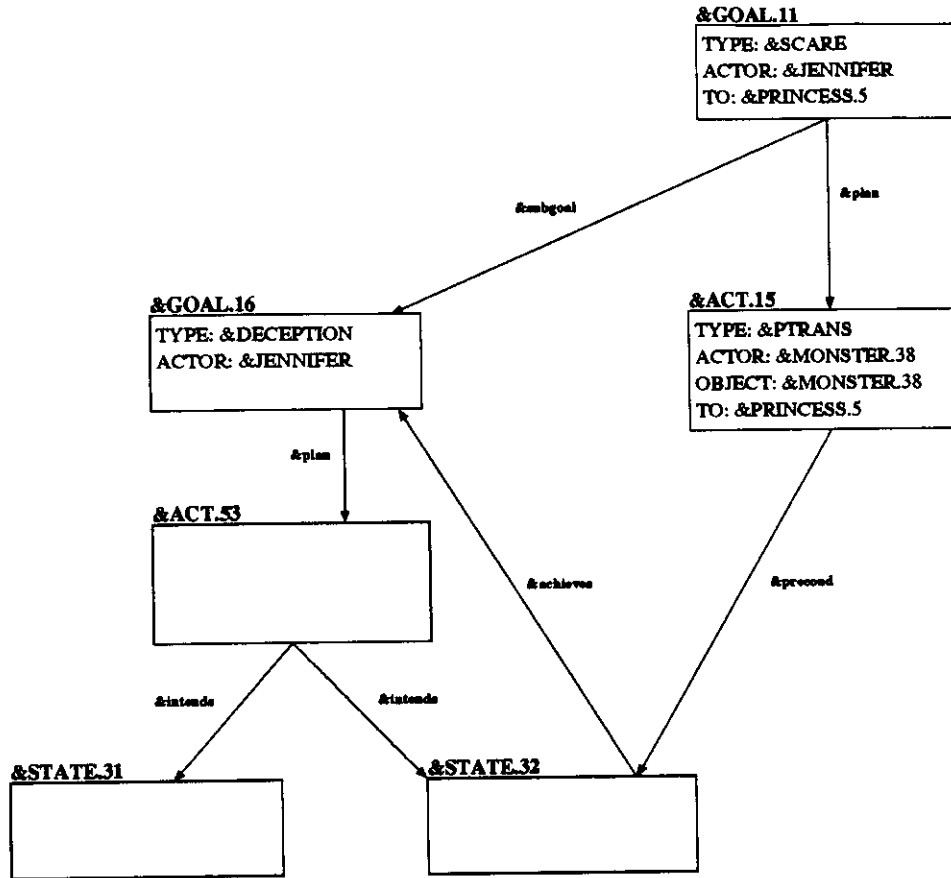 &GOAL.11
TYPE: &SCARE
ACTOR: &JENNIFER
TO: &PRINCESS.5
&subgoal
&plan
&GOAL.16
TYPE: &DECEPTION
ACTOR: &JENNIFER
&ACT.15
TYPE: &PTRANS
ACTOR: &MONSTER.38
OBJECT: &MONSTER.38
TO: &PRINCESS.5
&plan
&ACT.53
&achieves
&precond
&intends
&intends
&STATE.31
&STATE.32